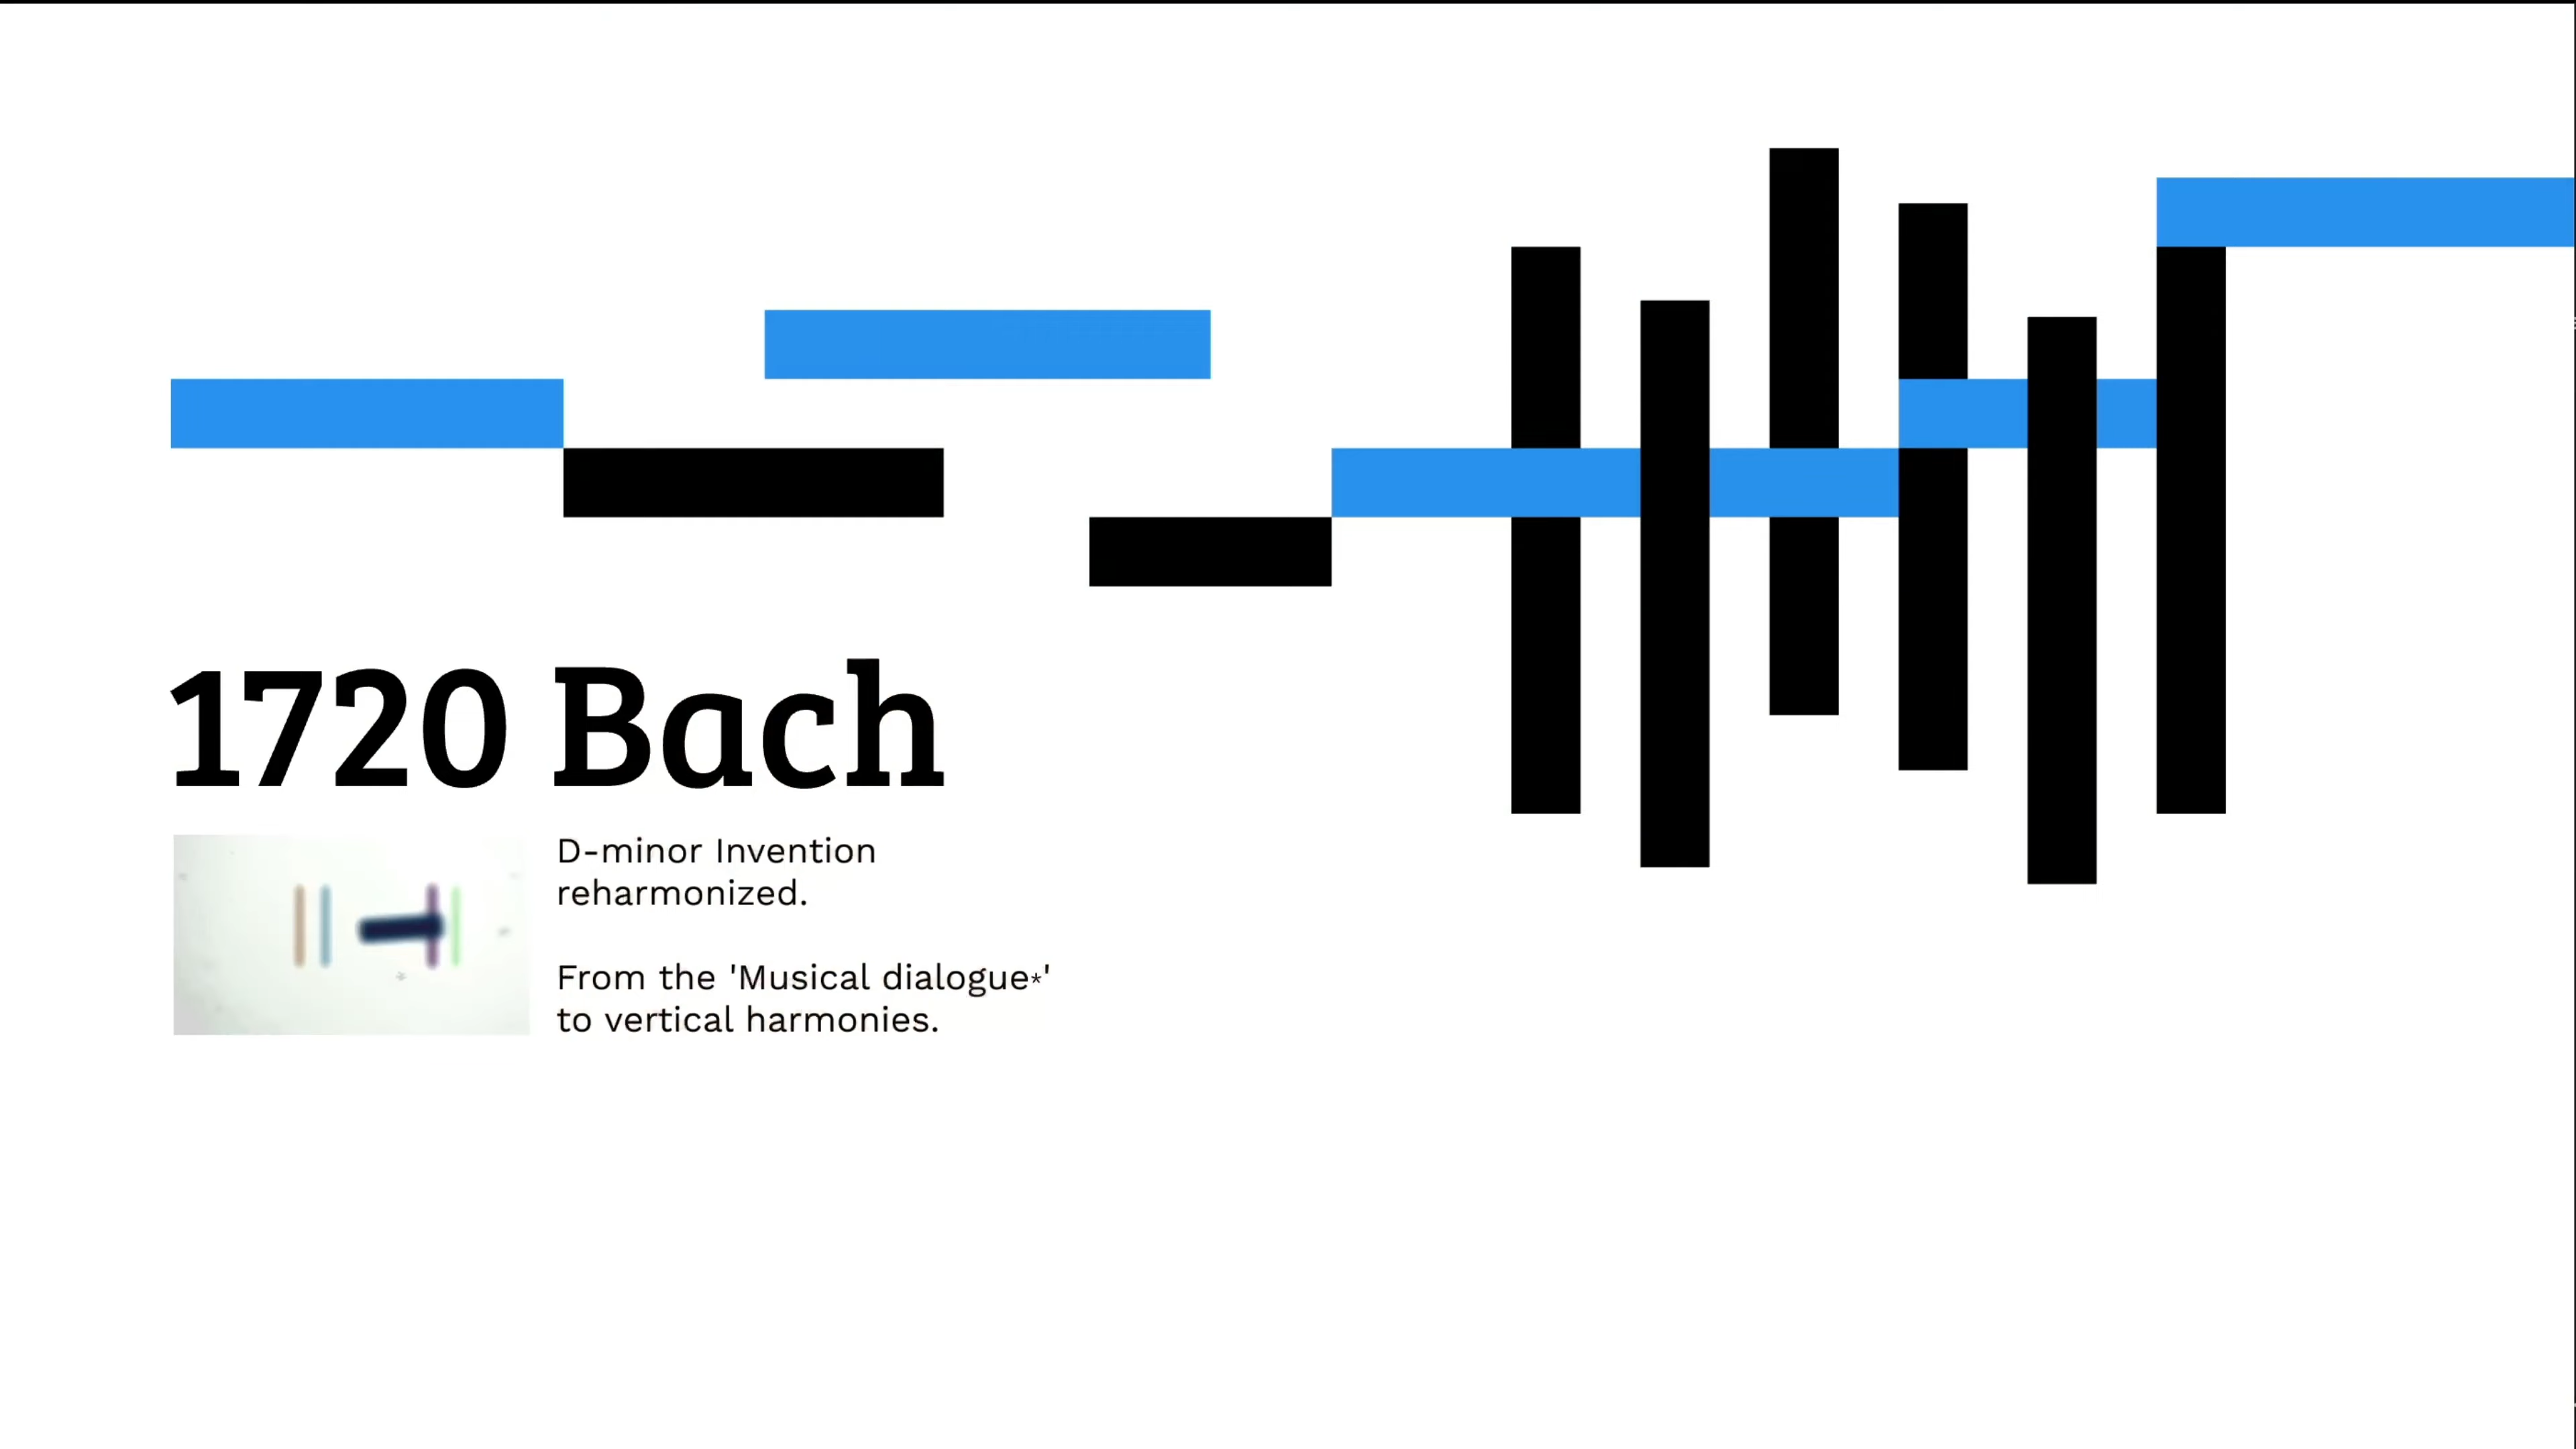 1720 Bach
D-minor Invention
reharmonized.
From the 'Musical dialogue*'
to vertical harmonies.